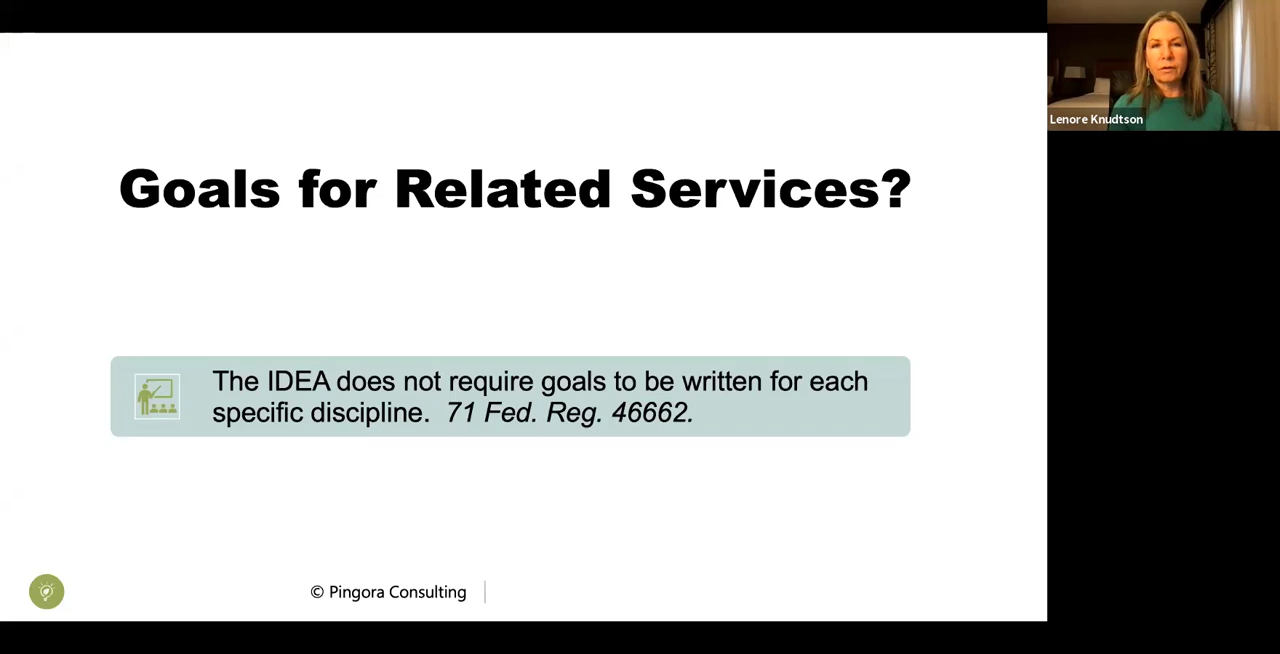 Goals for Related Services?
The IDEA does not require goals to be written for each
specific discipline.  71 Fed. Reg. 46662.
© Pingora Consulting
Lenore Knudtson